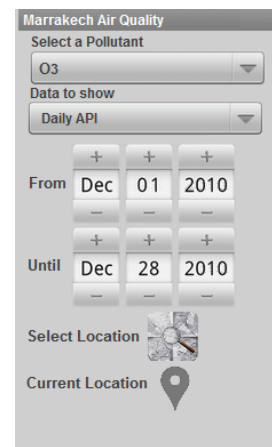 Marrakech Air Quality
Select a Pollutant
O3
Data to show
Daily API
+ + +
From Dec 01 2010
− − −
+ + +
Until Dec 28 2010
− − −
Select Location
Current Location